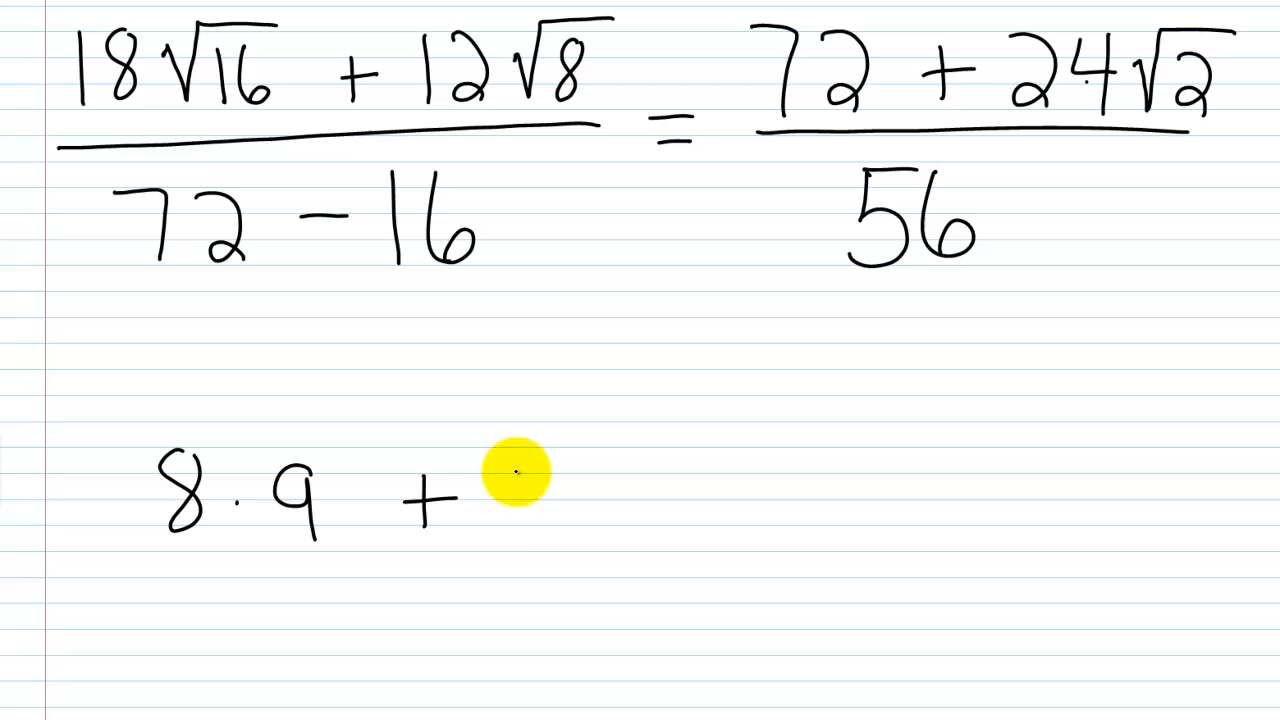 18√16 + 12√8 = 72 + 24√2
72 - 16 56
8 · 9 +